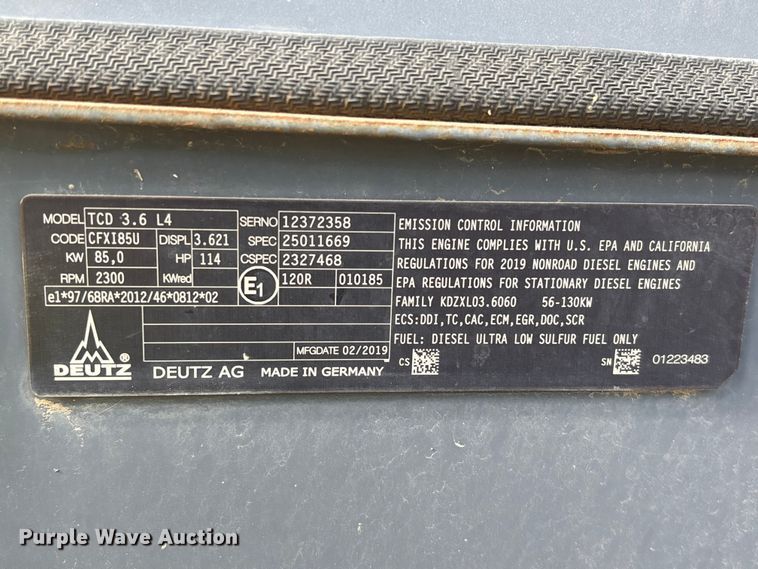 MODEL TCD 3.6 L4 SERNO 12372358
CODE CFXI85U DISPL 3.621 SPEC 25011669
KW 85,0 HP 114 CSPEC 2327468
RPM 2300 KWred E1 120R 010185
e1*97/68RA*2012/46*0812*02
MFGDATE 02/2019
DEUTZ ® DEUTZ AG MADE IN GERMANY
EMISSION CONTROL INFORMATION
THIS ENGINE COMPLIES WITH U.S. EPA AND CALIFORNIA
REGULATIONS FOR 2019 NONROAD DIESEL ENGINES AND
EPA REGULATIONS FOR STATIONARY DIESEL ENGINES
FAMILY KDZXL03.6060 56-130KW
ECS:DDI,TC,CAC,ECM,EGR,DOC,SCR
FUEL: DIESEL ULTRA LOW SULFUR FUEL ONLY
CS SN 01223483
Purple Wave Auction